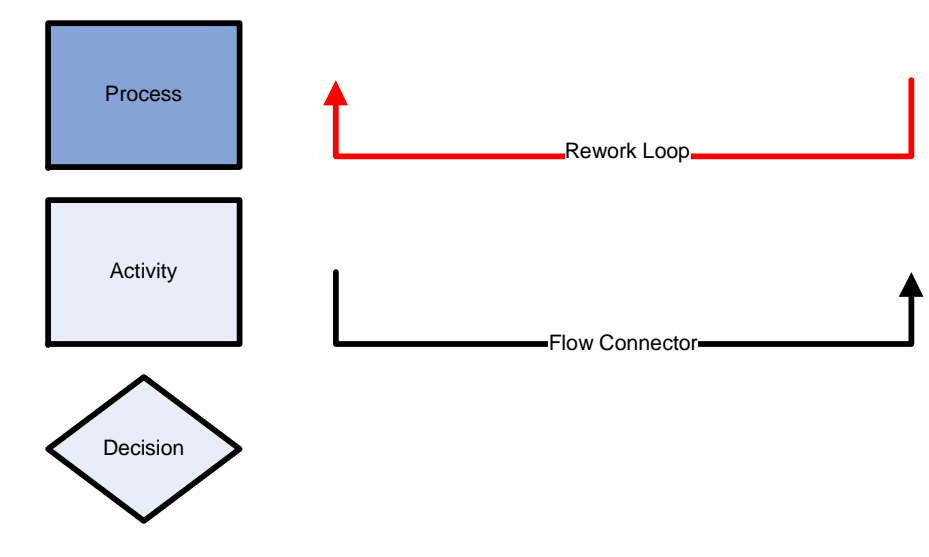 Process
Rework Loop
Activity
Flow Connector
Decision